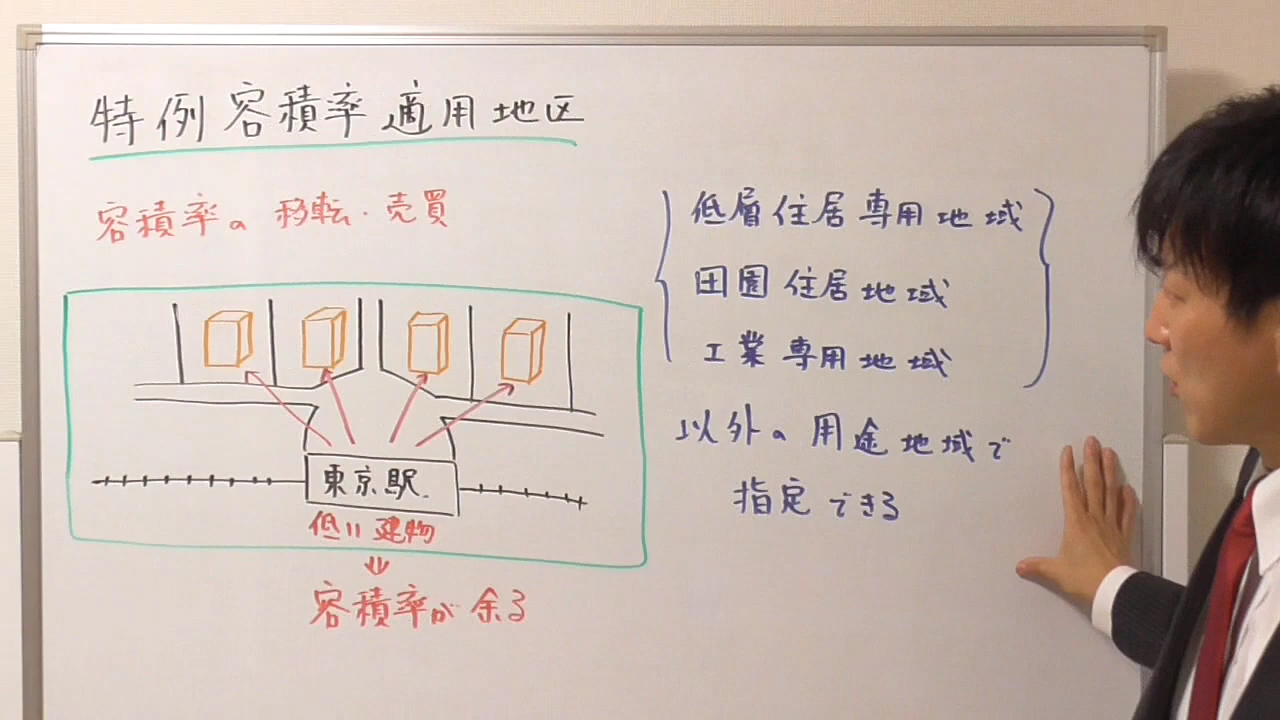 特例容積率適用地区
容積率の移転・売買
東京駅
低い建物
容積率が余る
低層住居専用地域
田園住居地域
工業専用地域
以外の用途地域で
指定できる